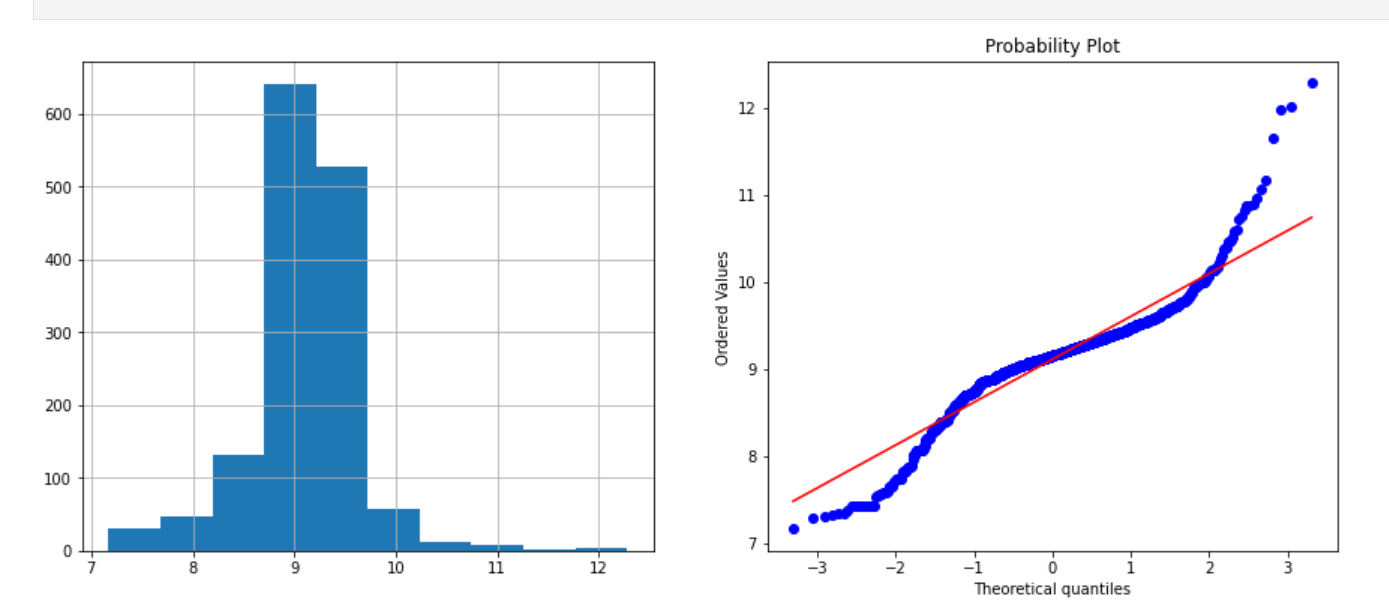 600
500
400
300
200
100
0
7 8 9 10 11 12
Probability Plot
Ordered Values
12
11
10
9
8
7
−3 −2 −1 0 1 2 3
Theoretical quantiles